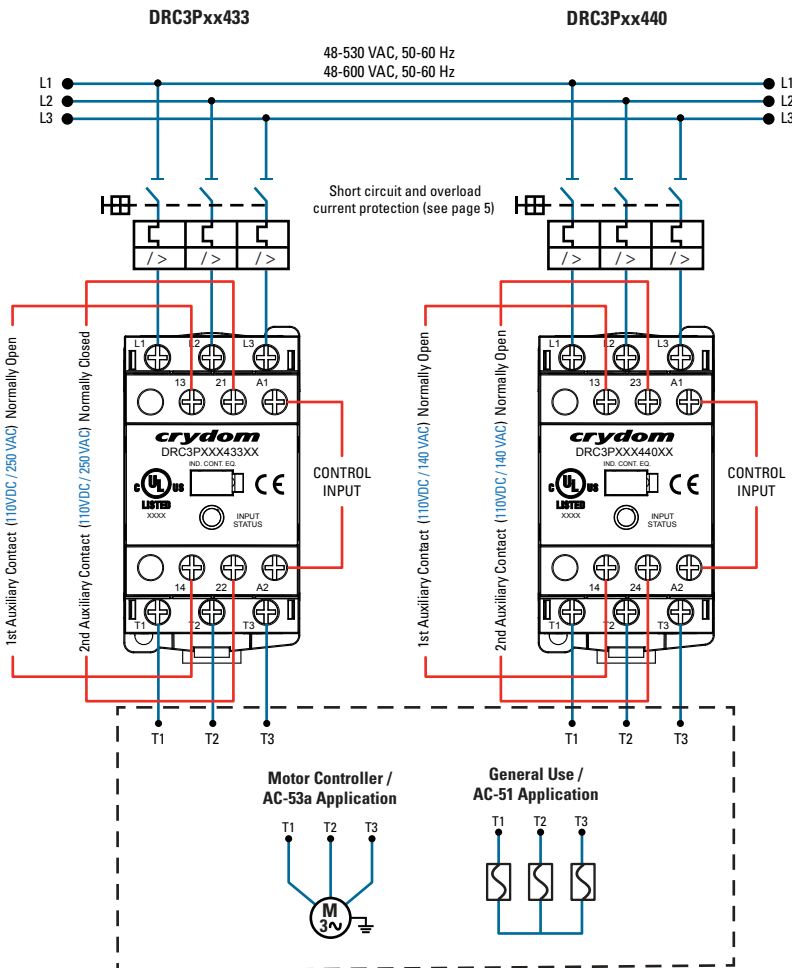 DRC3Pxx433
DRC3Pxx440
48-530 VAC, 50-60 Hz
48-600 VAC, 50-60 Hz
L1
L1
L2
L2
L3
L3
Short circuit and overload
current protection (see page 5)
/ >
/ >
/ >
/ >
/ >
/ >
1st Auxiliary Contact (110VDC / 250 VAC) Normally Open
2nd Auxiliary Contact (110VDC / 250 VAC) Normally Closed
L1
L2
L3
13
21
A1
crydom
DRC3PXXX433XX
IND. CONT. EQ.
C UL US
LISTED
XXXX
CE
INPUT
STATUS
14
22
A2
T1
T2
T3
CONTROL
INPUT
1st Auxiliary Contact (110VDC / 140 VAC) Normally Open
2nd Auxiliary Contact (110VDC / 140 VAC) Normally Open
L1
L2
L3
13
23
A1
crydom
DRC3PXXX440XX
IND. CONT. EQ.
C UL US
LISTED
XXXX
CE
INPUT
STATUS
14
24
A2
T1
T2
T3
CONTROL
INPUT
T1
T2
T3
T1
T2
T3
Motor Controller /
AC-53a Application
T1
T2
T3
M
3~
General Use /
AC-51 Application
T1
T2
T3